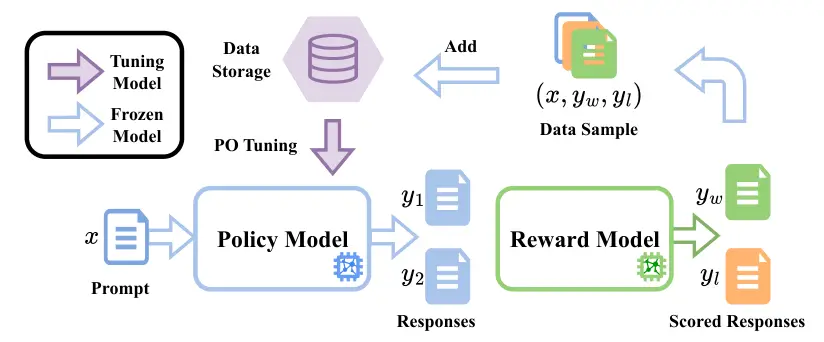 Tuning
Model
Frozen
Model
Data
Storage
Add
(x, y_w, y_l)
Data Sample
PO Tuning
x
Prompt
Policy Model
y_1
y_2
Responses
Reward Model
y_w
y_l
Scored Responses